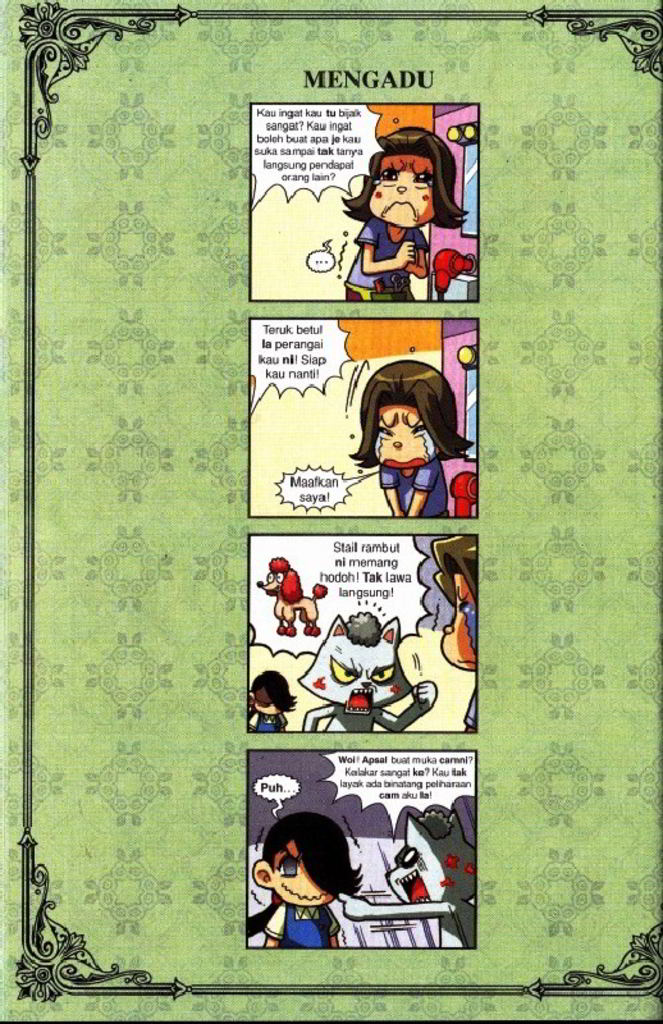 MENGADU
Kau ingat kau tu bijak
sangat? Kau ingat
boleh buat apa je kau
suka sampai tak tanya
langsung pendapat
orang lain?
...
Teruk betul
la perangai
kau ni! Siap
kau nanti!
Maafkan
saya!
Stail rambut
ni memang
hodoh! Tak lawa
langsung!
Woi! Apsal buat muka camni?
Kelakar sangat ke? Kau tak
layak ada binatang peliharaan
cam aku la!
Puh...